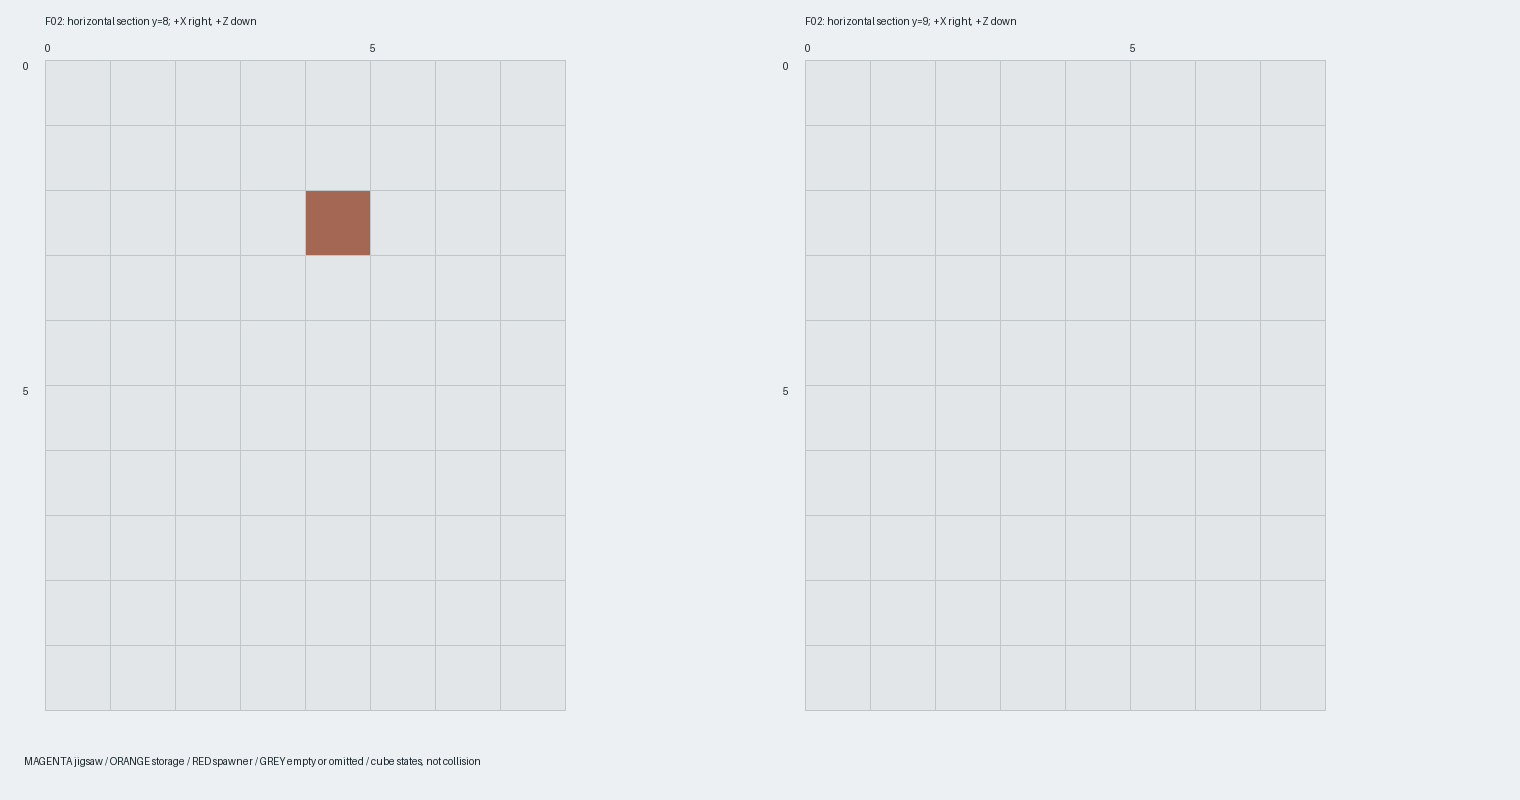 F02: horizontal section y=8; +X right, +Z down
0 5
0
5
F02: horizontal section y=9; +X right, +Z down
0 5
0
5
MAGENTA jigsaw / ORANGE storage / RED spawner / GREY empty or omitted / cube states, not collision